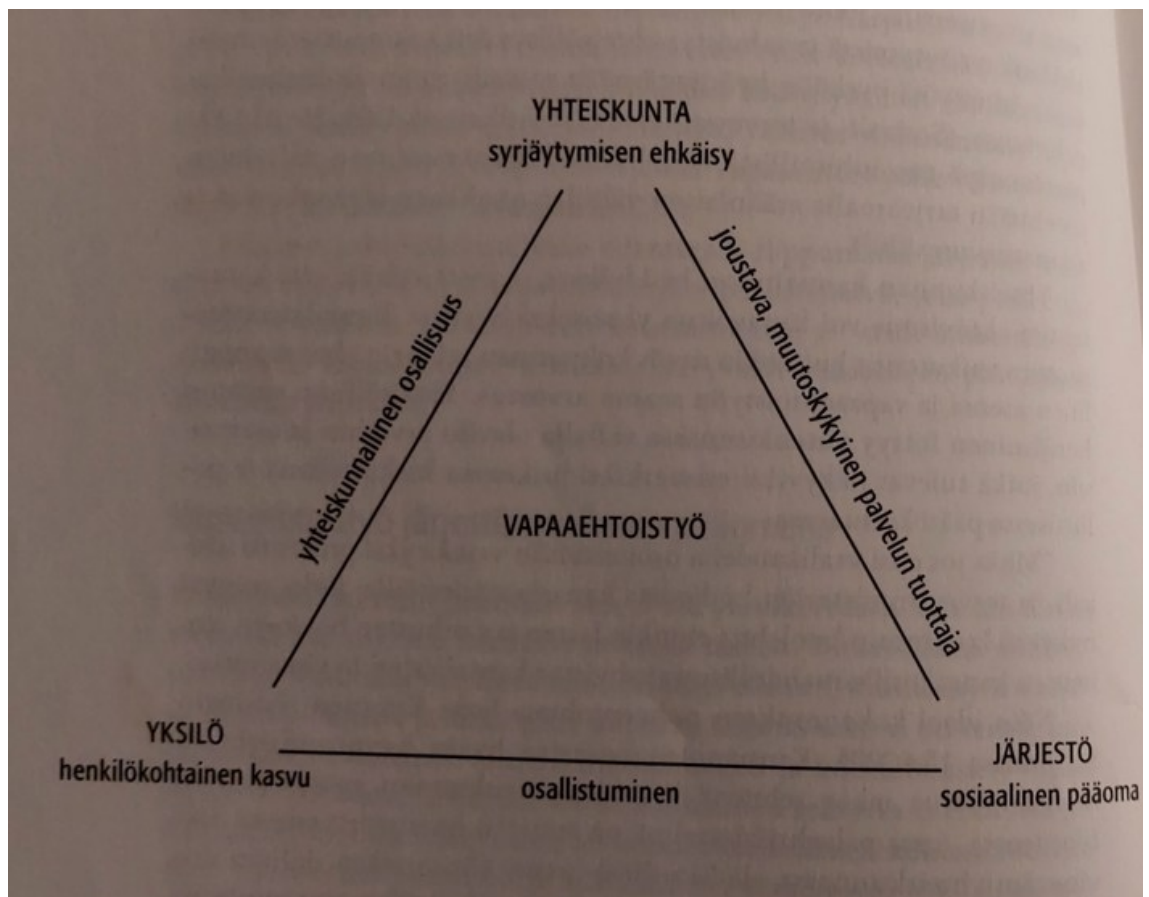 YHTEISKUNTA
syrjäytymisen ehkäisy
yhteiskunnallinen osallisuus
joustava, muutoskykyinen palvelun tuottaja
VAPAAEHTOISTYÖ
YKSILÖ
henkilökohtainen kasvu
osallistuminen
JÄRJESTÖ
sosiaalinen pääoma